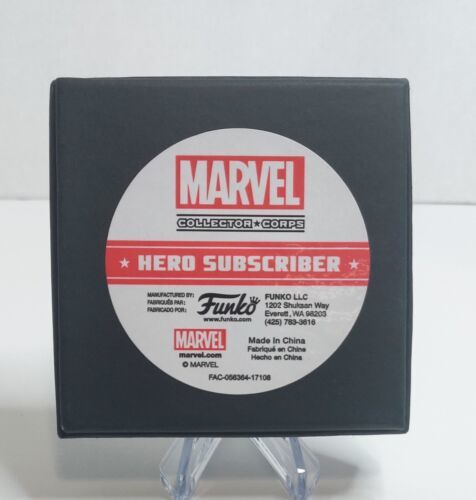 MARVEL
COLLECTOR★CORPS
★ HERO SUBSCRIBER ★
MANUFACTURED BY:
FABRIQUÉS PAR:
FABRICADO POR:
Funko
www.funko.com
FUNKO LLC
1202 Shuksan Way
Everett, WA 98203
(425) 783-3616
MARVEL
marvel.com
© MARVEL
Made in China
Fabriqué en Chine
Hecho en China
FAC-056364-17108